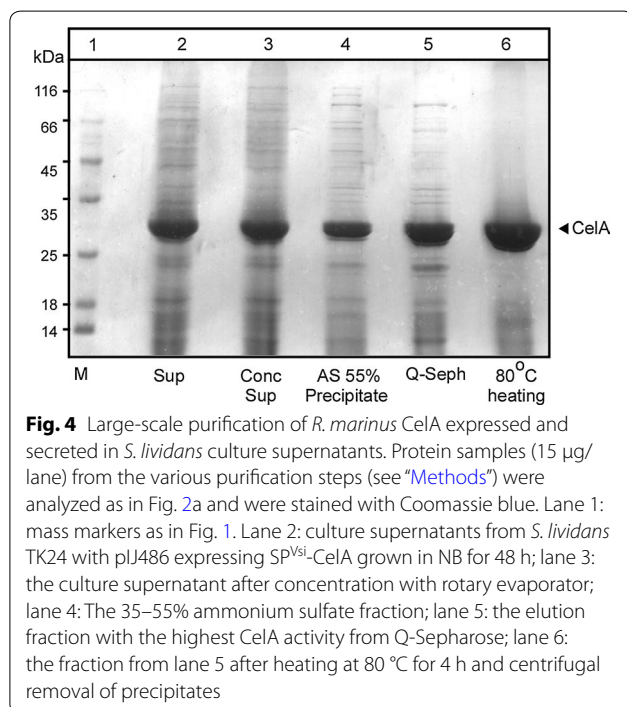 kDa 1 2 3 4 5 6
116
66
45
35
◄ CelA
25
18
14
M Sup Conc Sup AS 55% Precipitate Q-Seph 80°C heating
Fig. 4 Large-scale purification of R. marinus CelA expressed and
secreted in S. lividans culture supernatants. Protein samples (15 µg/
lane) from the various purification steps (see “Methods”) were
analyzed as in Fig. 2a and were stained with Coomassie blue. Lane 1:
mass markers as in Fig. 1. Lane 2: culture supernatants from S. lividans
TK24 with pIJ486 expressing SP^Vsi-CelA grown in NB for 48 h; lane 3:
the culture supernatant after concentration with rotary evaporator;
lane 4: The 35–55% ammonium sulfate fraction; lane 5: the elution
fraction with the highest CelA activity from Q-Sepharose; lane 6:
the fraction from lane 5 after heating at 80 °C for 4 h and centrifugal
removal of precipitates